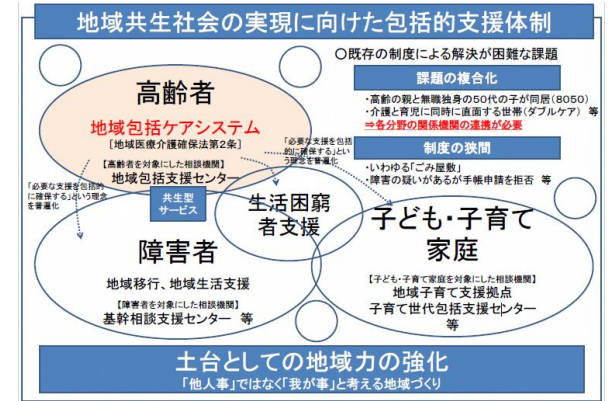 地域共生社会の実現に向けた包括的支援体制
〇既存の制度による解決が困難な課題
課題の複合化
・高齢の親と無職独身の50代の子が同居(8050)
・介護と育児に同時に直面する世帯(ダブルケア) 等
⇒各分野の関係機関の連携が必要
制度の狭間
・いわゆる「ごみ屋敷」
・障害の疑いがあるが手帳申請を拒否 等
高齢者
地域包括ケアシステム
[地域医療介護確保法第2条]
【高齢者を対象にした相談機関】
地域包括支援センター
「必要な支援を包括
的に確保する」とい
う理念を普遍化
「必要な支援を包括的
に確保する」という理念
を普遍化
共生型
サービス
生活困窮
者支援
障害者
地域移行、地域生活支援
【障害者を対象にした相談機関】
基幹相談支援センター 等
子ども・子育て
家庭
【子ども・子育て家庭を対象にした相談機関】
地域子育て支援拠点
子育て世代包括支援センター
等
土台としての地域力の強化
「他人事」ではなく「我が事」と考える地域づくり